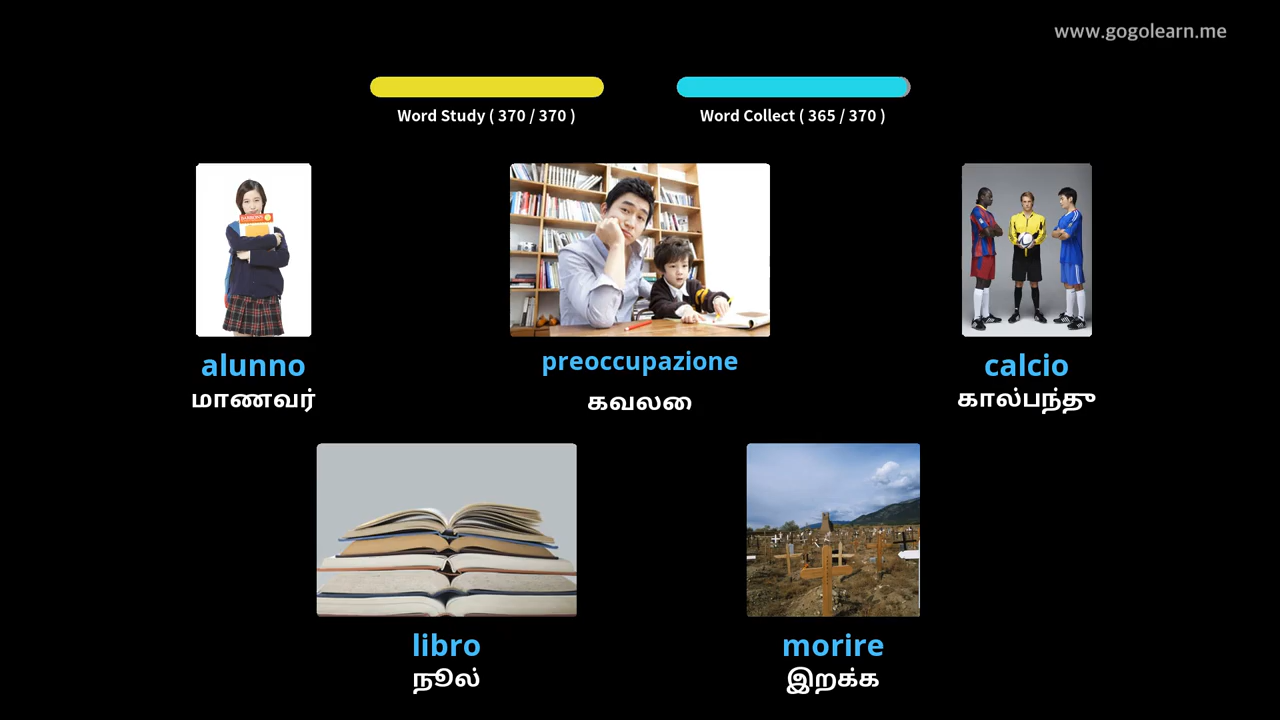 www.gogolearn.me
Word Study ( 370 / 370 )
Word Collect ( 365 / 370 )
alunno
மாணவர்
preoccupazione
கவலை
calcio
கால்பந்து
libro
நூல்
morire
இறக்க